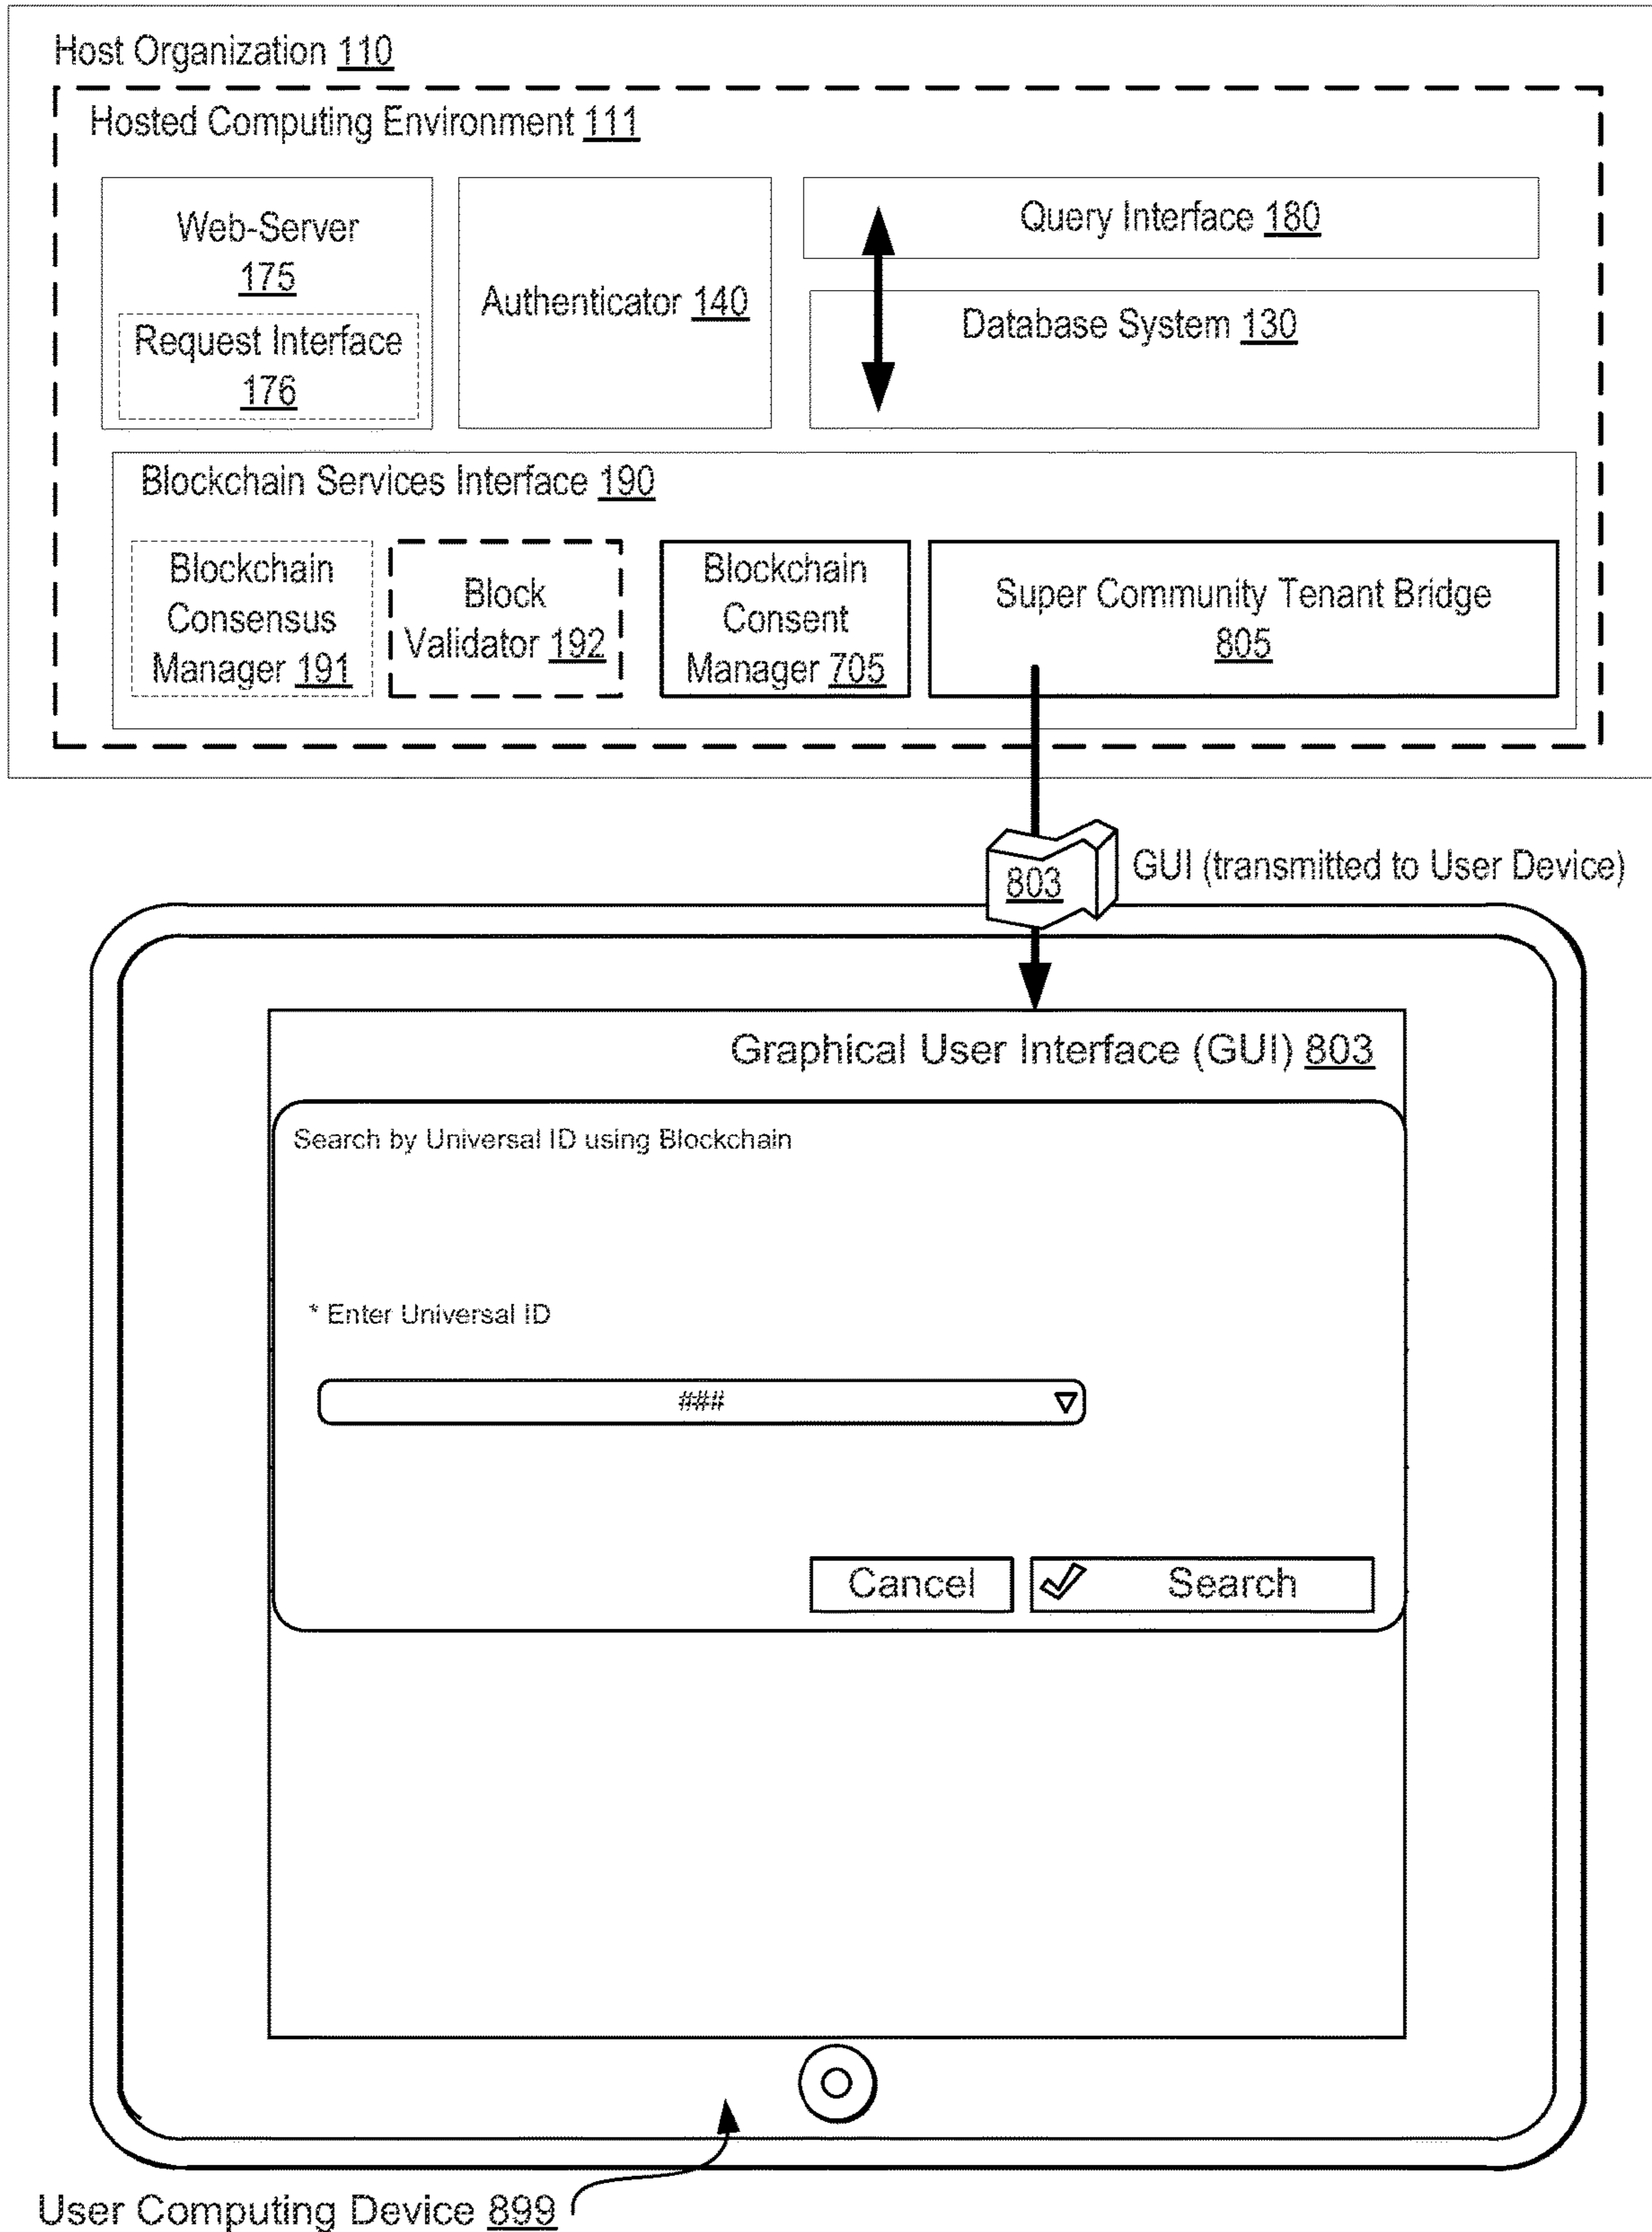 Host Organization 110
Hosted Computing Environment 111
Web-Server
175
Request Interface
176
Authenticator 140
Query Interface 180
Database System 130
Blockchain Services Interface 190
Blockchain
Consensus
Manager 191
Block
Validator 192
Blockchain
Consent
Manager 705
Super Community Tenant Bridge
805
803
GUI (transmitted to User Device)
Graphical User Interface (GUI) 803
Search by Universal ID using Blockchain
* Enter Universal ID
###
Cancel
Search
User Computing Device 899